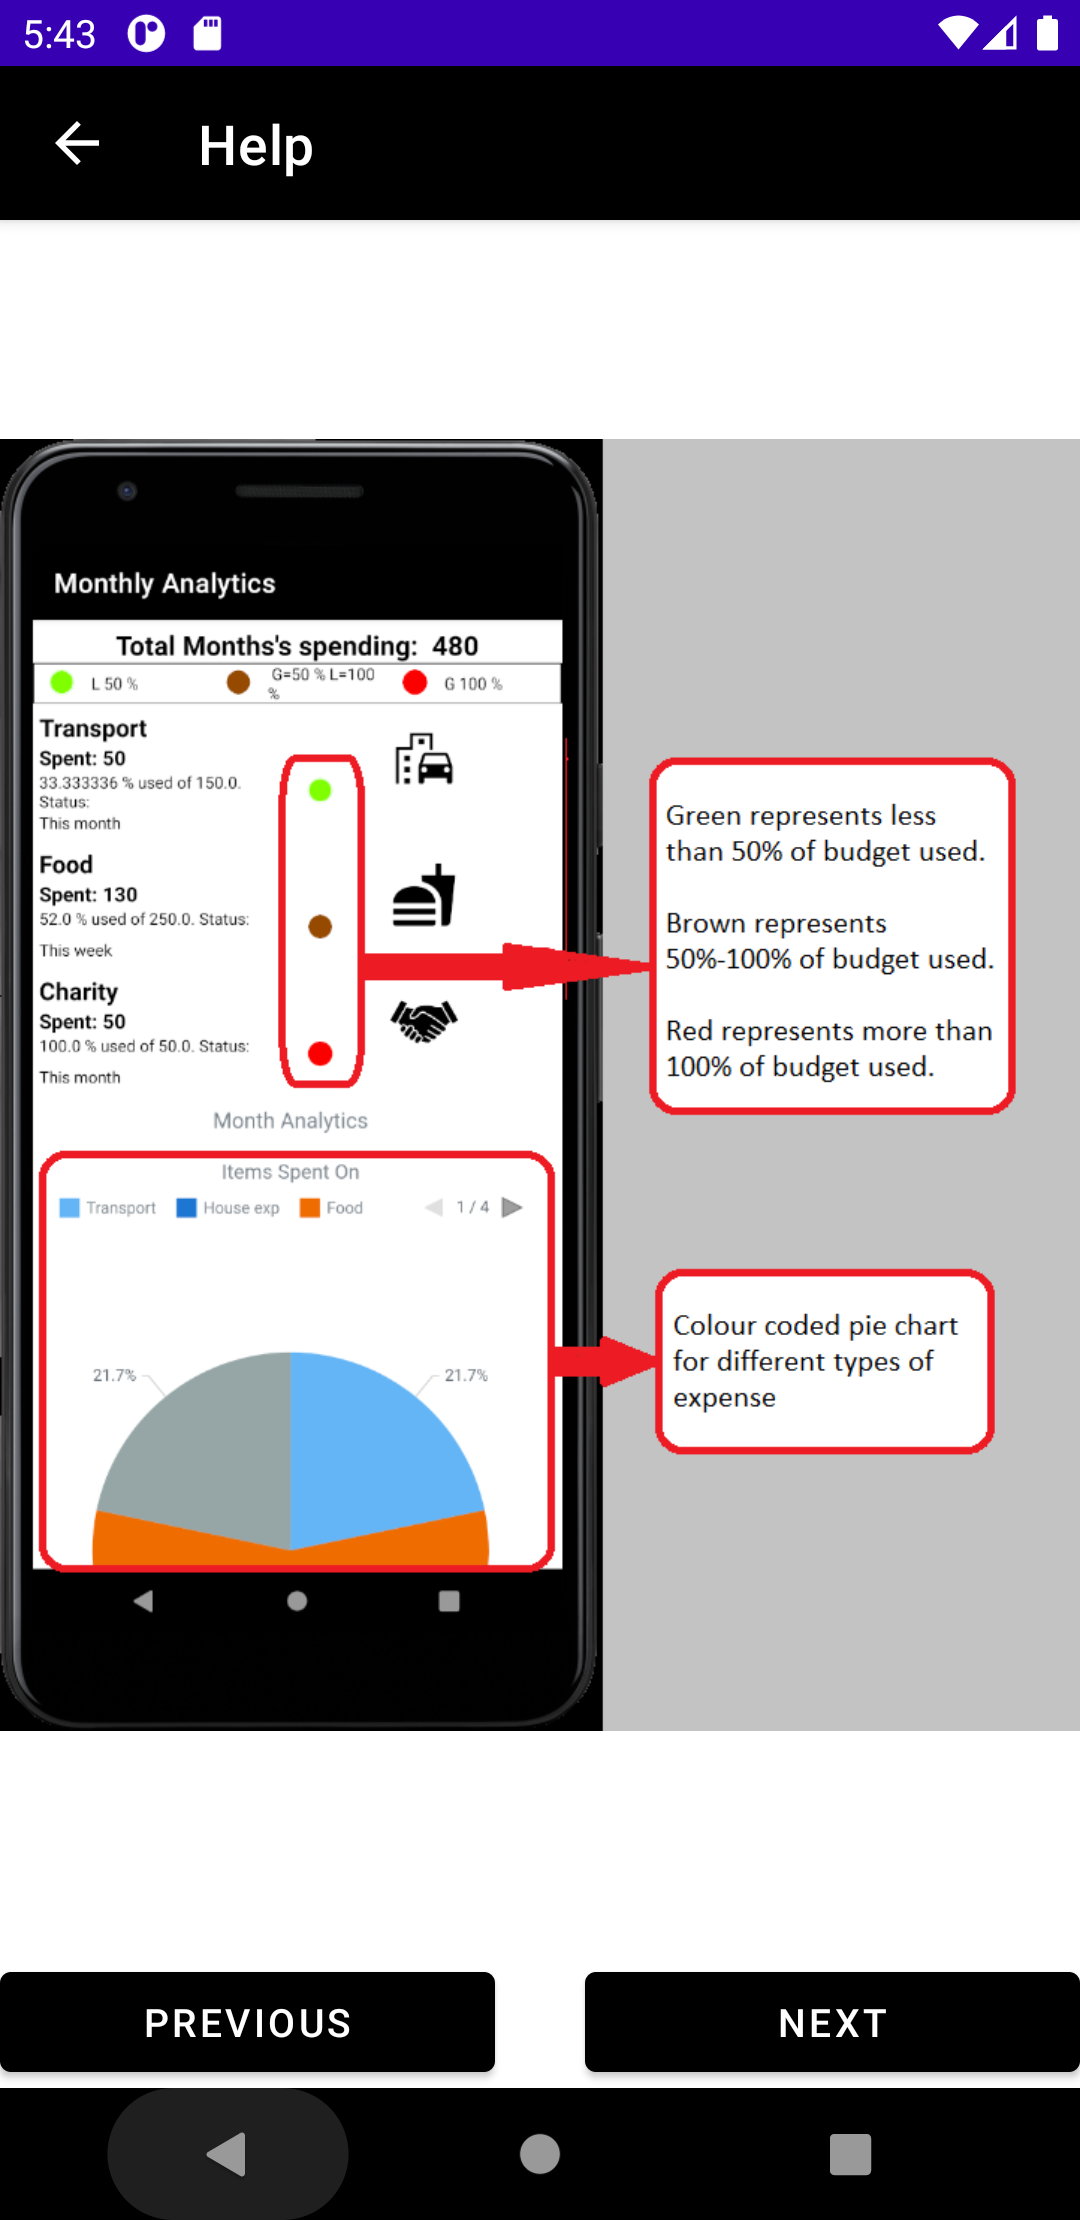 5:43
Help
Monthly Analytics
Total Months's spending: 480
L 50 %
G=50 % L=100
%
G 100 %
Transport
Spent: 50
33.333336 % used of 150.0.
Status:
This month
Food
Spent: 130
52.0 % used of 250.0. Status:
This week
Charity
Spent: 50
100.0 % used of 50.0. Status:
This month
Month Analytics
Items Spent On
Transport House exp Food 1 / 4
21.7% 21.7%
Green represents less
than 50% of budget used.
Brown represents
50%-100% of budget used.
Red represents more than
100% of budget used.
Colour coded pie chart
for different types of
expense
PREVIOUS
NEXT